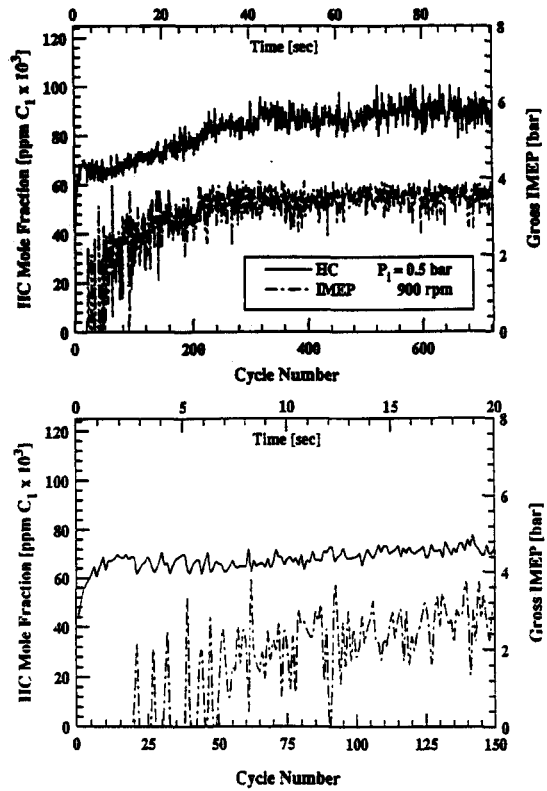 0 20 40 60 80
Time [sec]
120
100
80
60
40
20
0
HC Mole Fraction [ppm C1 x 10³]
8
6
4
2
0
Gross IMEP [bar]
HC Pi = 0.5 bar
IMEP 900 rpm
0 200 400 600
Cycle Number
0 5 10 15 20
Time [sec]
120
100
80
60
40
20
0
HC Mole Fraction [ppm C1 x 10³]
8
6
4
2
0
Gross IMEP [bar]
0 25 50 75 100 125 150
Cycle Number